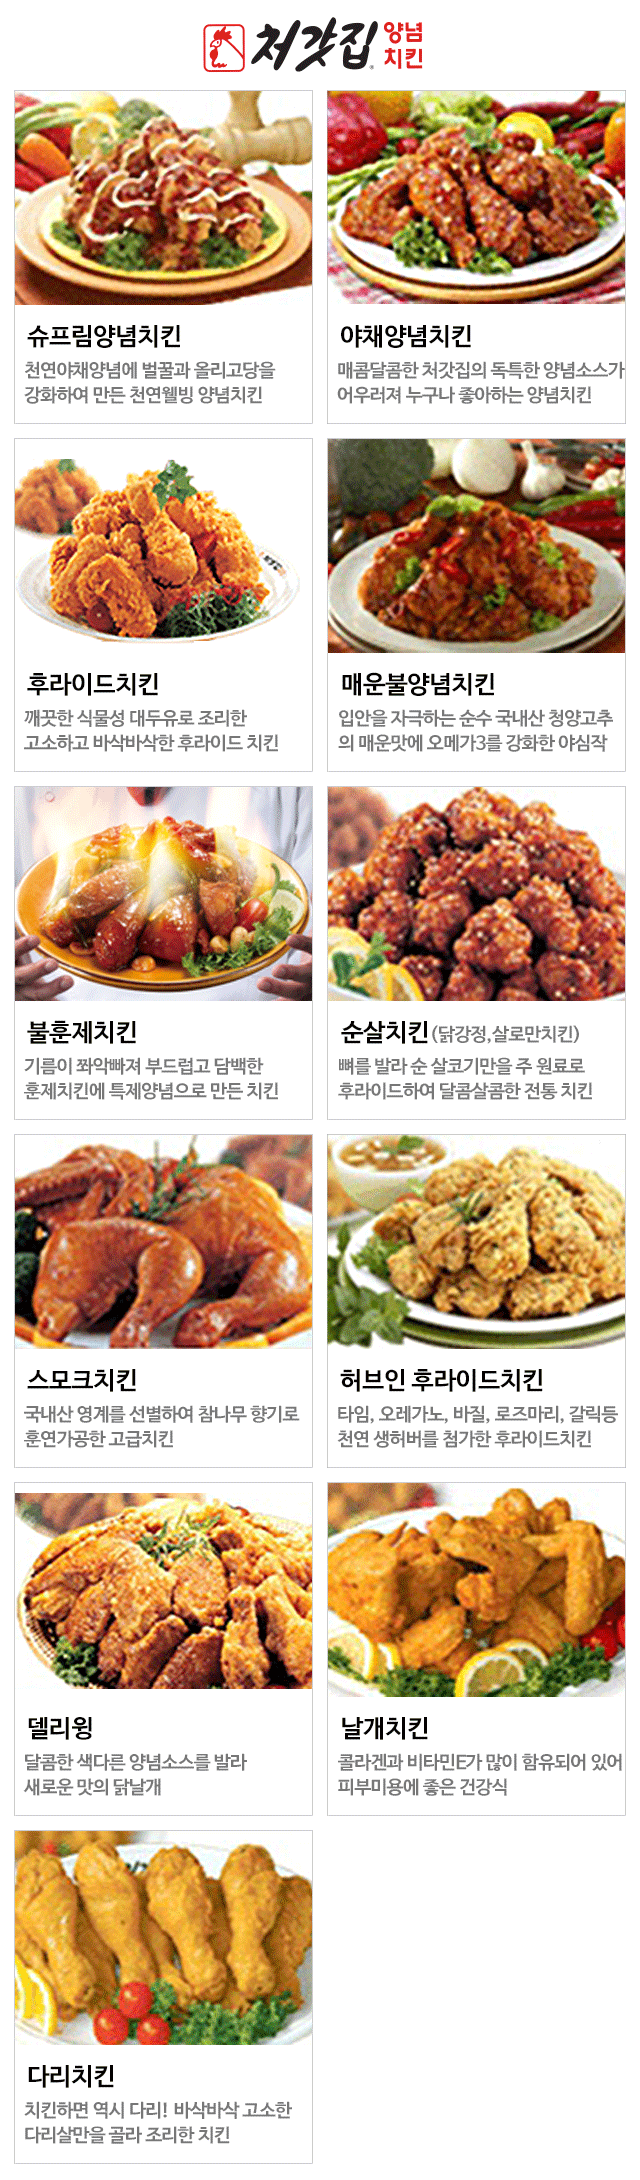 처갓집 양념
치킨
슈프림양념치킨
천연야채양념에 벌꿀과 올리고당을
강화하여 만든 천연웰빙 양념치킨
야채양념치킨
매콤달콤한 처갓집의 독특한 양념소스가
어우러져 누구나 좋아하는 양념치킨
후라이드치킨
깨끗한 식물성 대두유로 조리한
고소하고 바삭바삭한 후라이드 치킨
매운불양념치킨
입안을 자극하는 순수 국내산 청양고추
의 매운맛에 오메가3를 강화한 야심작
불훈제치킨
기름이 쫘악빠져 부드럽고 담백한
훈제치킨에 특제양념으로 만든 치킨
순살치킨(닭강정,살로만치킨)
뼈를 발라 순 살코기만을 주 원료로
후라이드하여 달콤살콤한 전통 치킨
스모크치킨
국내산 영계를 선별하여 참나무 향기로
훈연가공한 고급치킨
허브인 후라이드치킨
타임, 오레가노, 바질, 로즈마리, 갈릭등
천연 생허버를 첨가한 후라이드치킨
델리윙
달콤한 색다른 양념소스를 발라
새로운 맛의 닭날개
날개치킨
콜라겐과 비타민E가 많이 함유되어 있어
피부미용에 좋은 건강식
다리치킨
치킨하면 역시 다리! 바삭바삭 고소한
다리살만을 골라 조리한 치킨